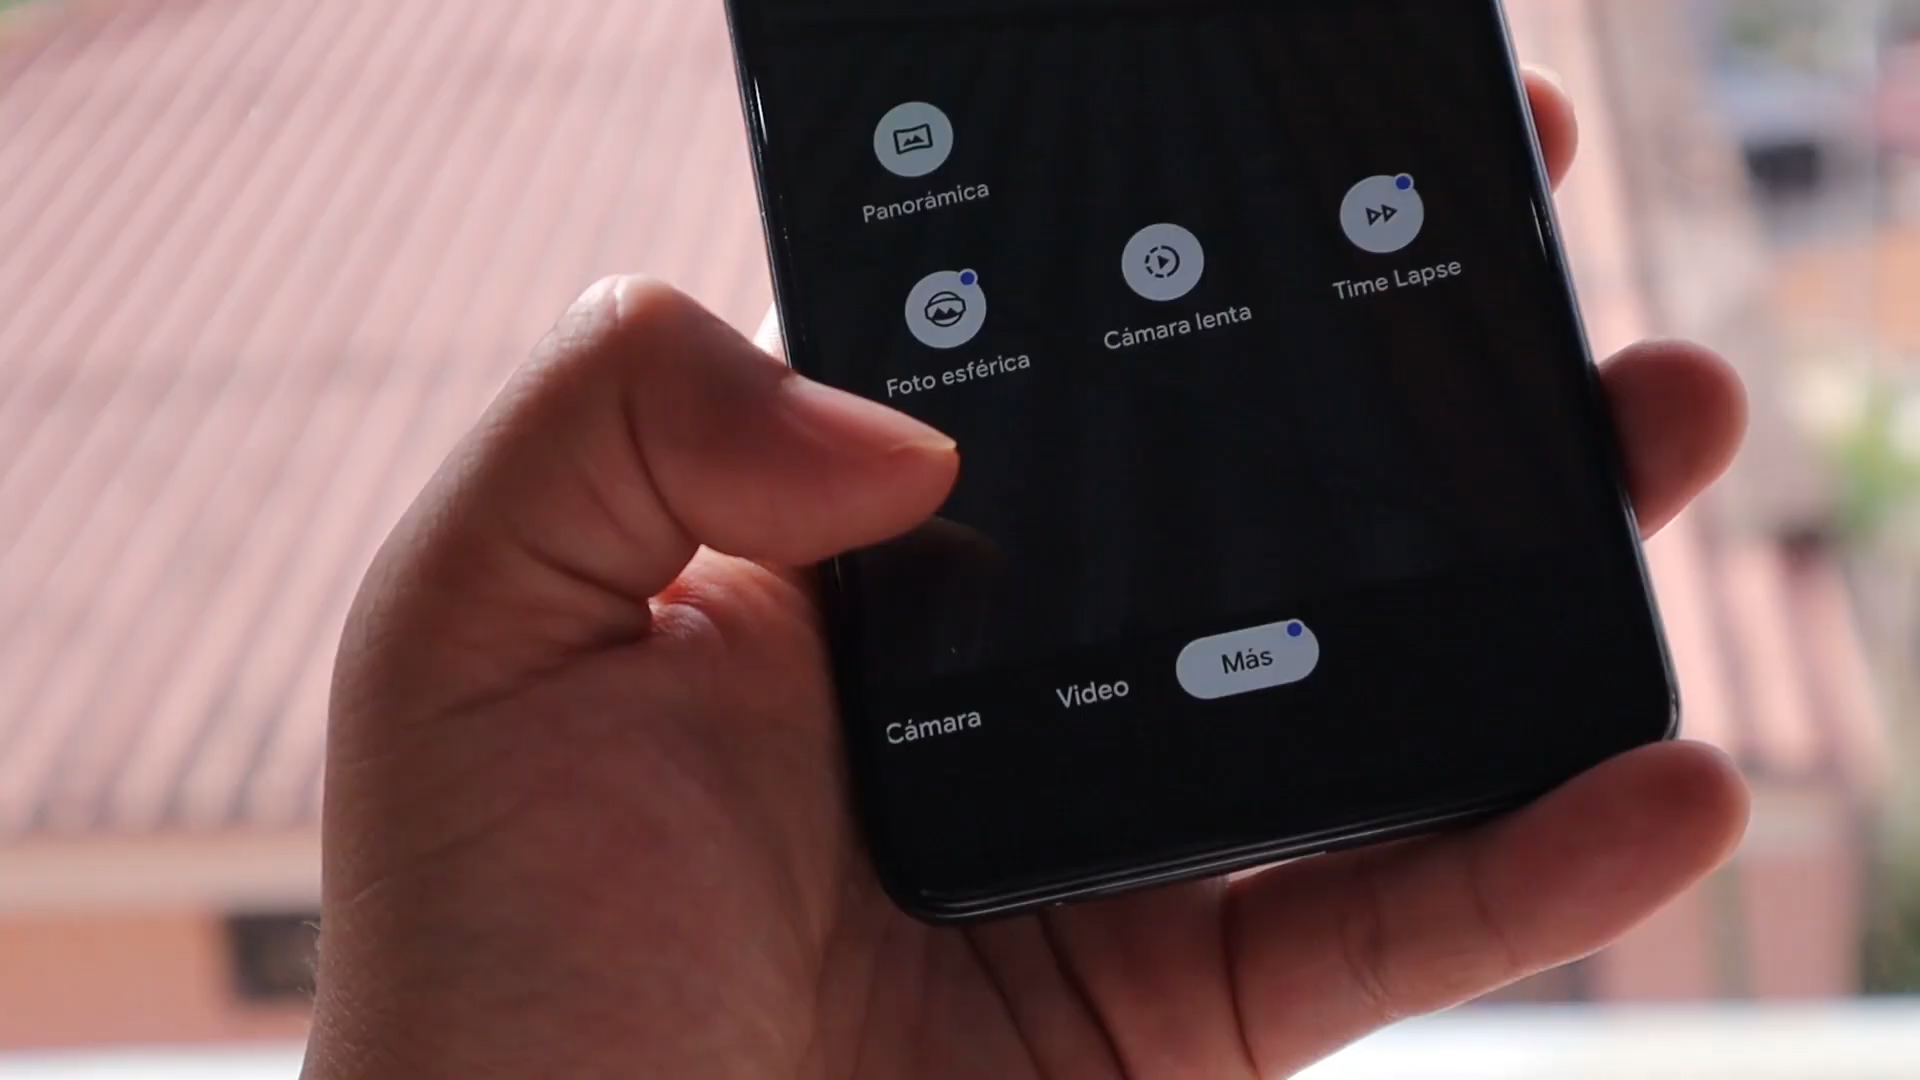 Panorámica
Foto esférica
Cámara lenta
Time Lapse
Cámara
Video
Más